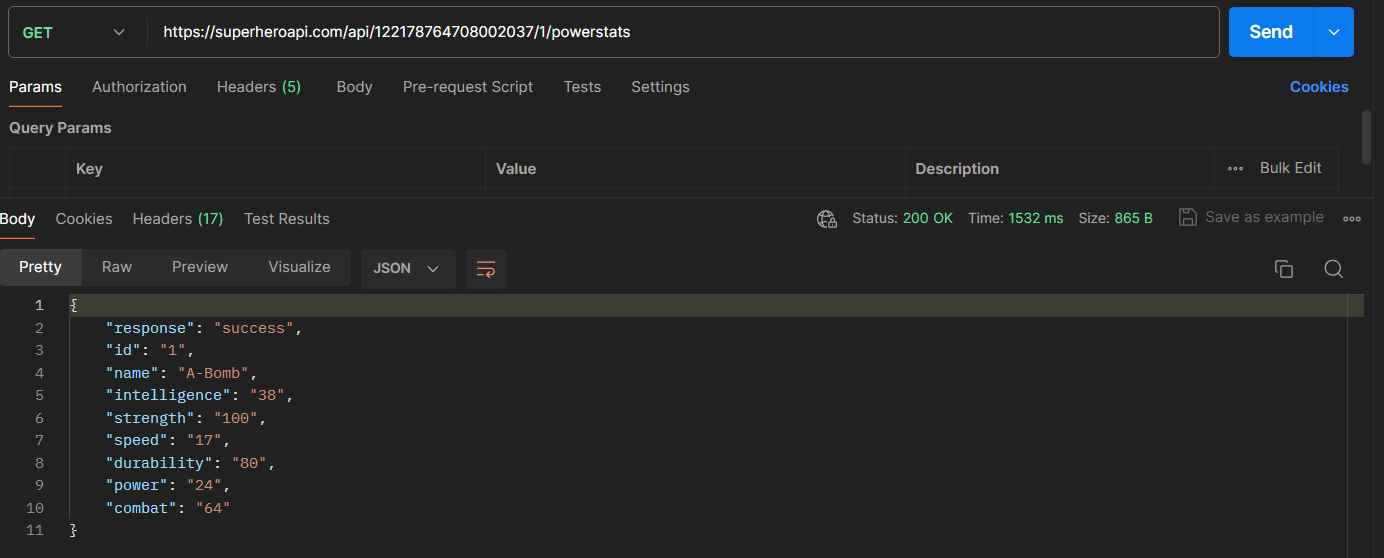 GET https://superheroapi.com/api/122178764708002037/1/powerstats Send
Params Authorization Headers (5) Body Pre-request Script Tests Settings Cookies
Query Params
Key Value Description Bulk Edit
Body Cookies Headers (17) Test Results Status: 200 OK Time: 1532 ms Size: 865 B Save as example
Pretty Raw Preview Visualize JSON
1 {
2 "response": "success",
3 "id": "1",
4 "name": "A-Bomb",
5 "intelligence": "38",
6 "strength": "100",
7 "speed": "17",
8 "durability": "80",
9 "power": "24",
10 "combat": "64"
11 }